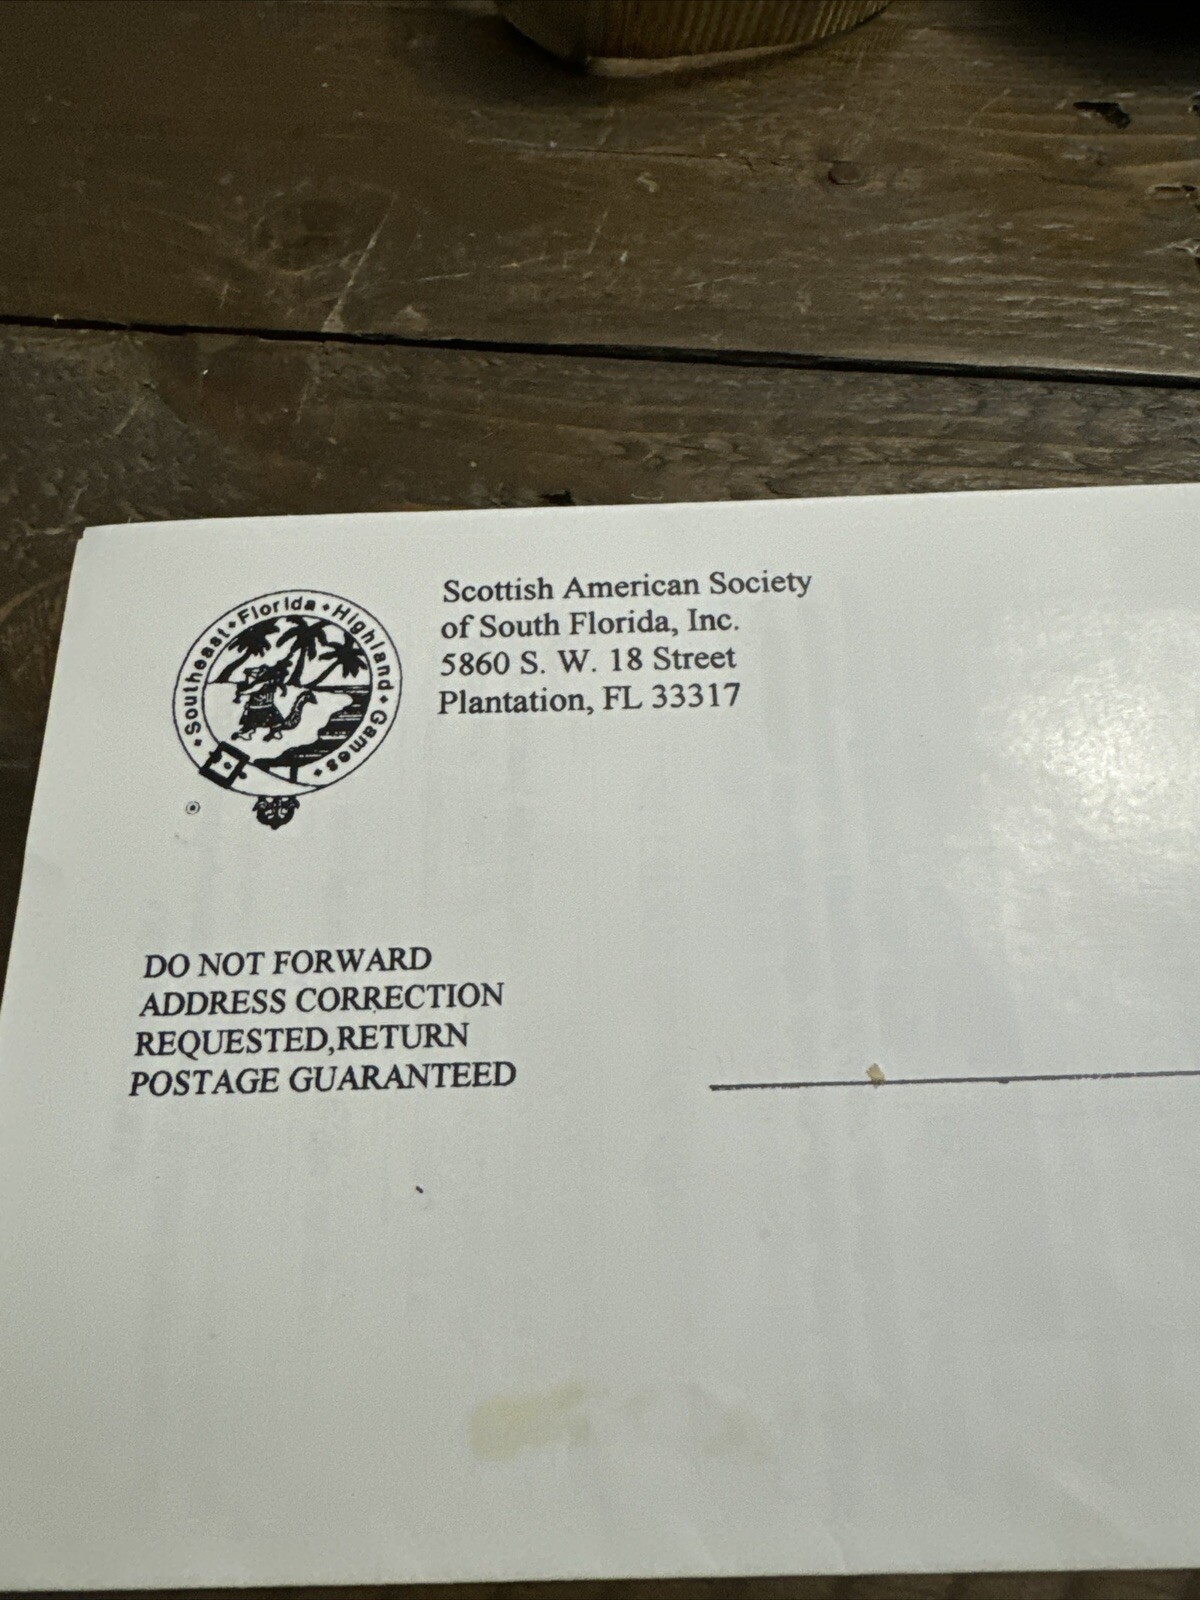 Southeast • Florida • Highland • Games
Scottish American Society
of South Florida, Inc.
5860 S. W. 18 Street
Plantation, FL 33317
DO NOT FORWARD
ADDRESS CORRECTION
REQUESTED,RETURN
POSTAGE GUARANTEED